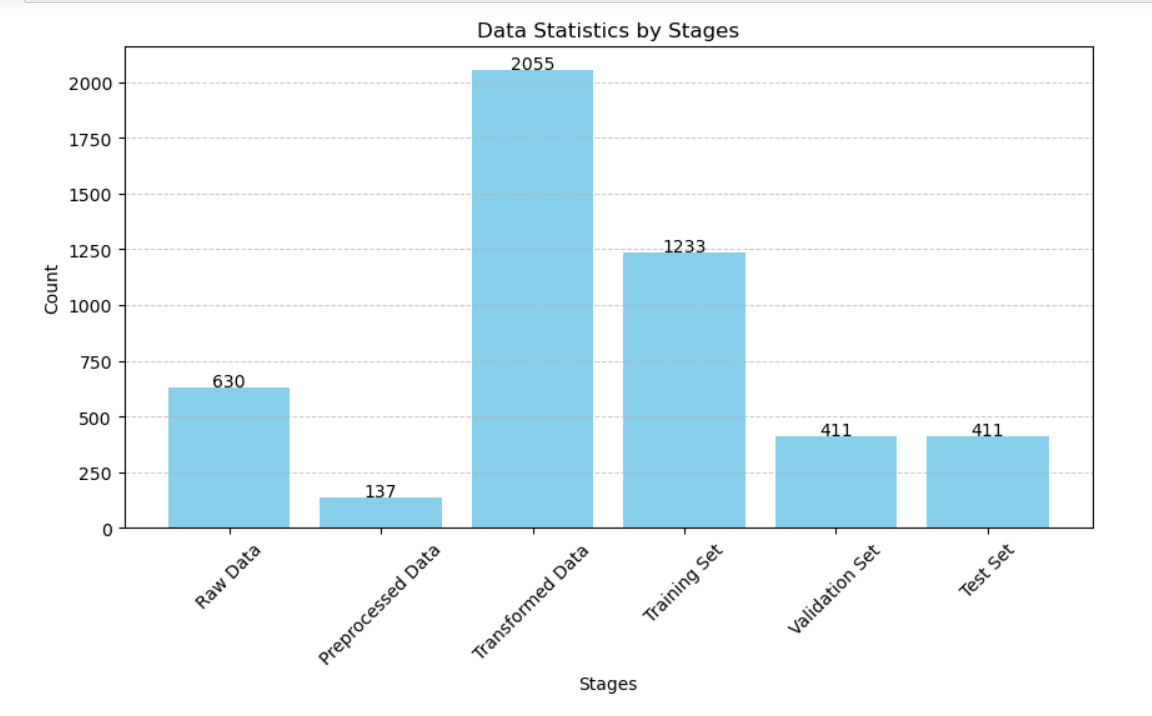 Data Statistics by Stages
Count
2000
1750
1500
1250
1000
750
500
250
0
630
137
2055
1233
411
411
Raw Data
Preprocessed Data
Transformed Data
Training Set
Validation Set
Test Set
Stages